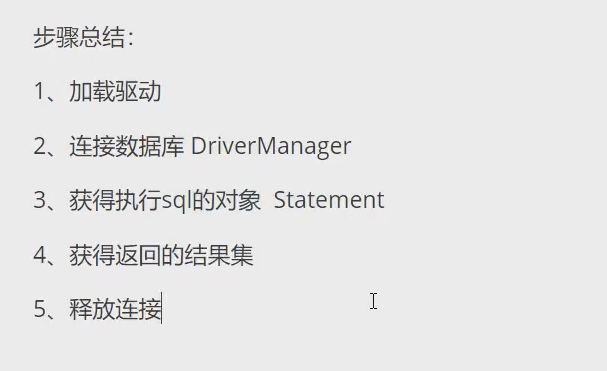 步骤总结：
1、加载驱动
2、连接数据库 DriverManager
3、获得执行sql的对象  Statement
4、获得返回的结果集
5、释放连接